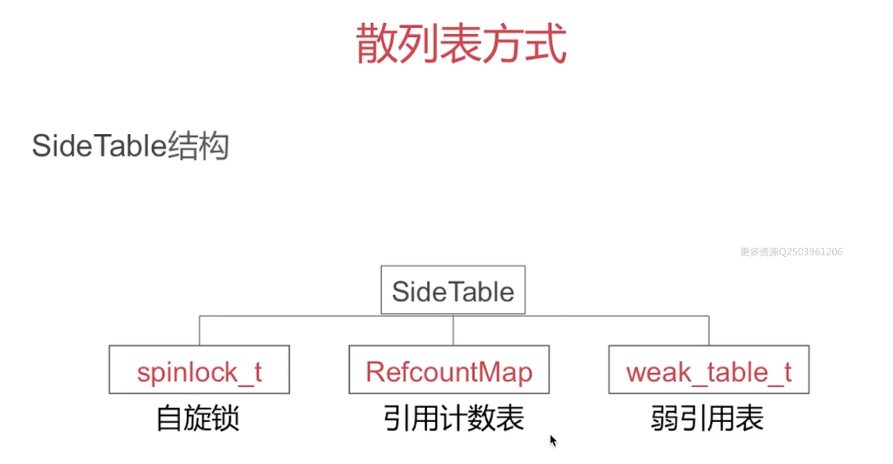 散列表方式
SideTable结构
更多资源Q2503961206
SideTable
spinlock_t
RefcountMap
weak_table_t
自旋锁
引用计数表
弱引用表